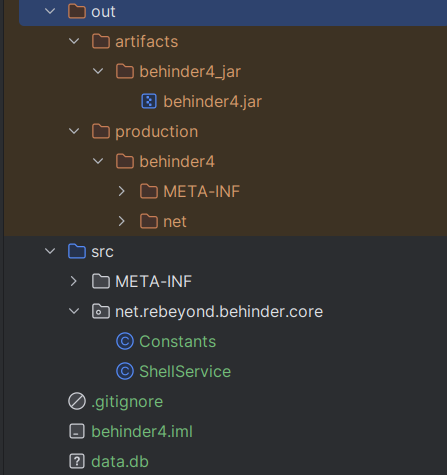 out
artifacts
behinder4_jar
behinder4.jar
production
behinder4
META-INF
net
src
META-INF
net.rebeyond.behinder.core
Constants
ShellService
.gitignore
behinder4.iml
data.db